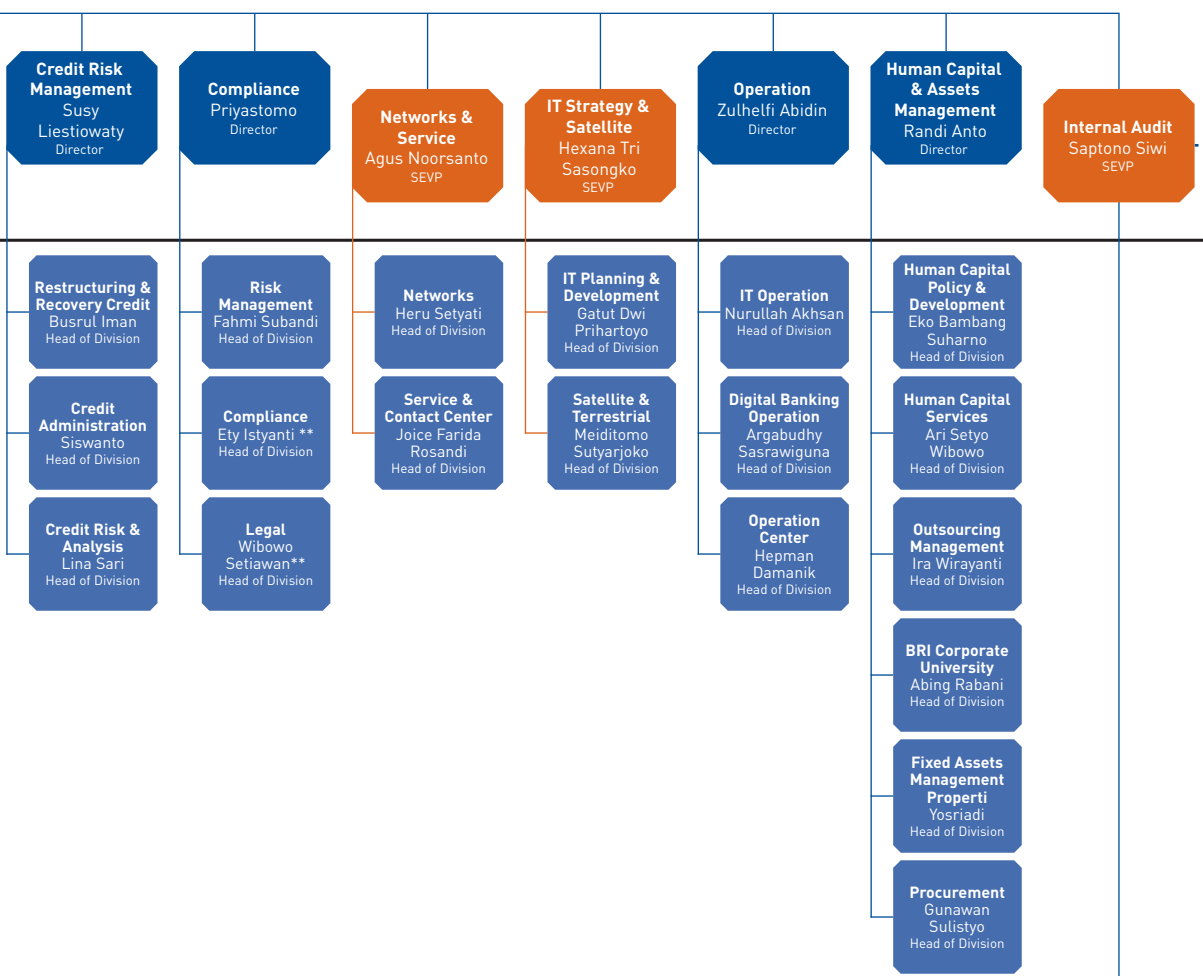 Credit Risk
Management
Susy
Liestiowaty
Director
Compliance
Priyastomo
Director
Networks &
Service
Agus Noorsanto
SEVP
IT Strategy &
Satellite
Hexana Tri
Sasongko
SEVP
Operation
Zulhelfi Abidin
Director
Human Capital
& Assets
Management
Randi Anto
Director
Internal Audit
Saptono Siwi
SEVP
Restructuring &
Recovery Credit
Busrul Iman
Head of Division
Credit
Administration
Siswanto
Head of Division
Credit Risk &
Analysis
Lina Sari
Head of Division
Risk
Management
Fahmi Subandi
Head of Division
Compliance
Ety Istyanti **
Head of Division
Legal
Wibowo
Setiawan**
Head of Division
Networks
Heru Setyati
Head of Division
Service &
Contact Center
Joice Farida
Rosandi
Head of Division
IT Planning &
Development
Gatut Dwi
Prihartoyo
Head of Division
Satellite &
Terrestrial
Meiditomo
Sutyarjoko
Head of Division
IT Operation
Nurullah Akhsan
Head of Division
Digital Banking
Operation
Argabudhy
Sasrawiguna
Head of Division
Operation
Center
Hepman
Damanik
Head of Division
Human Capital
Policy &
Development
Eko Bambang
Suharno
Head of Division
Human Capital
Services
Ari Setyo
Wibowo
Head of Division
Outsourcing
Management
Ira Wirayanti
Head of Division
BRI Corporate
University
Abing Rabani
Head of Division
Fixed Assets
Management
Properti
Yosriadi
Head of Division
Procurement
Gunawan
Sulistyo
Head of Division